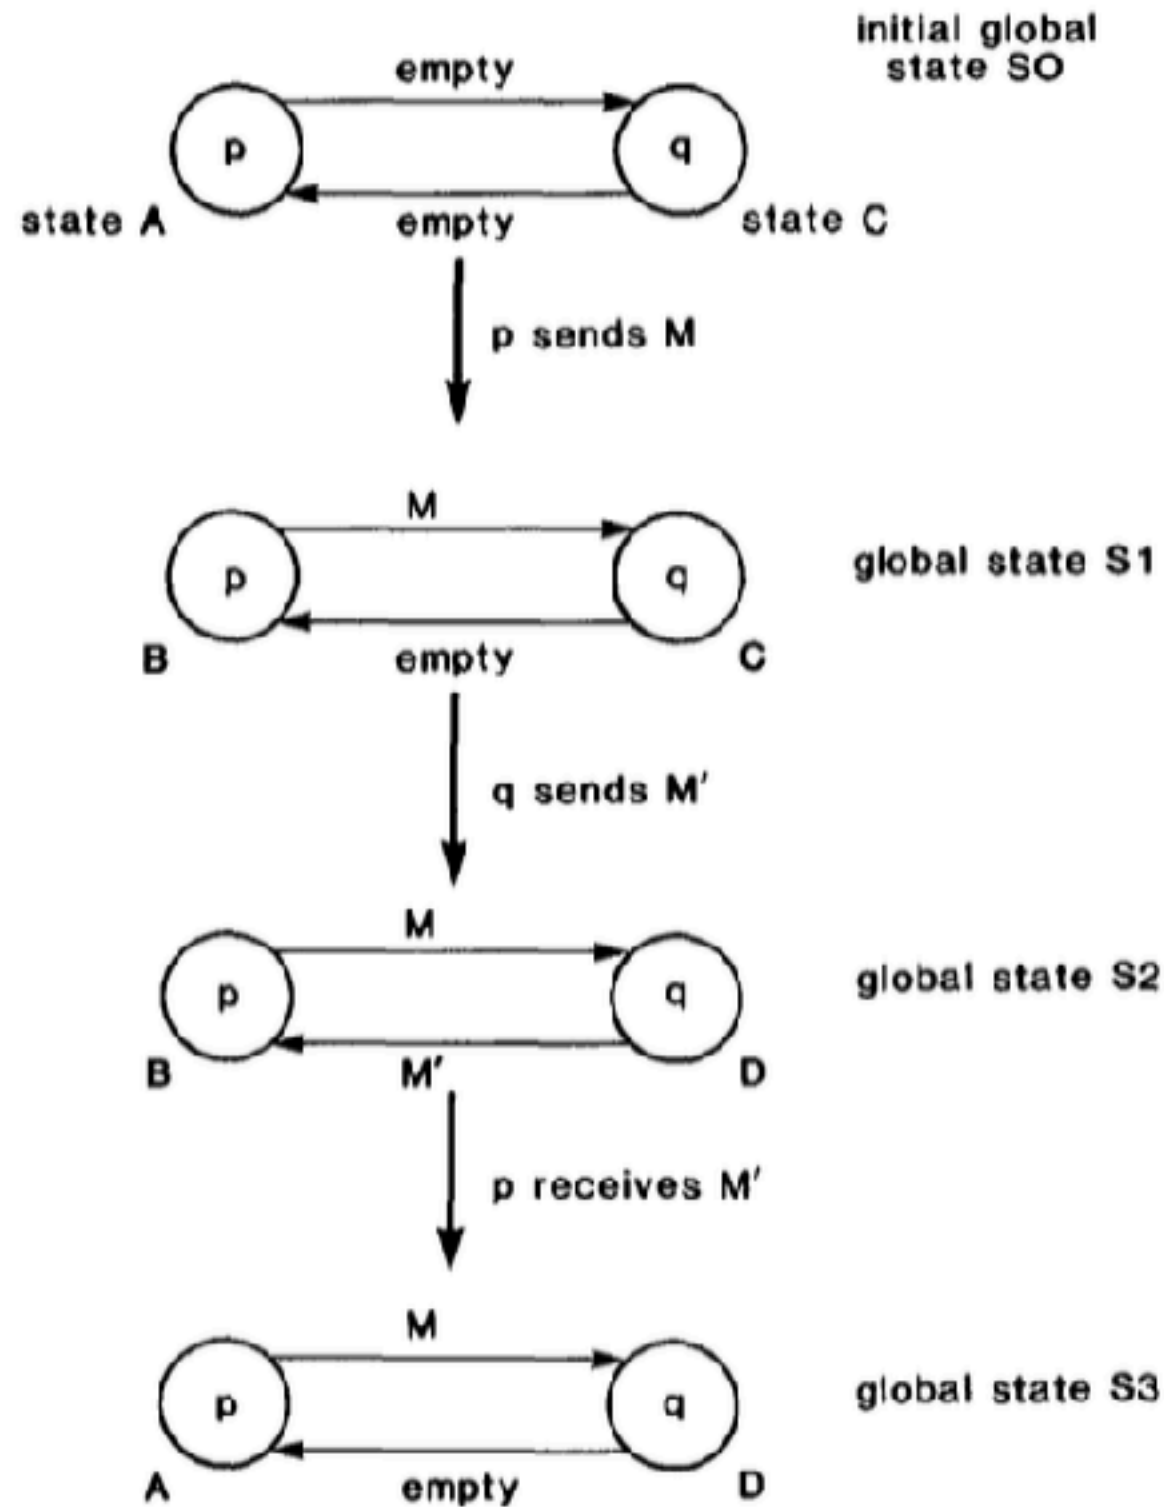 initial global
state SO
empty
p
q
state A
empty
state C
p sends M
M
p
q
global state S1
B
empty
C
q sends M′
M
p
q
global state S2
B
M′
D
p receives M′
M
p
q
global state S3
A
empty
D